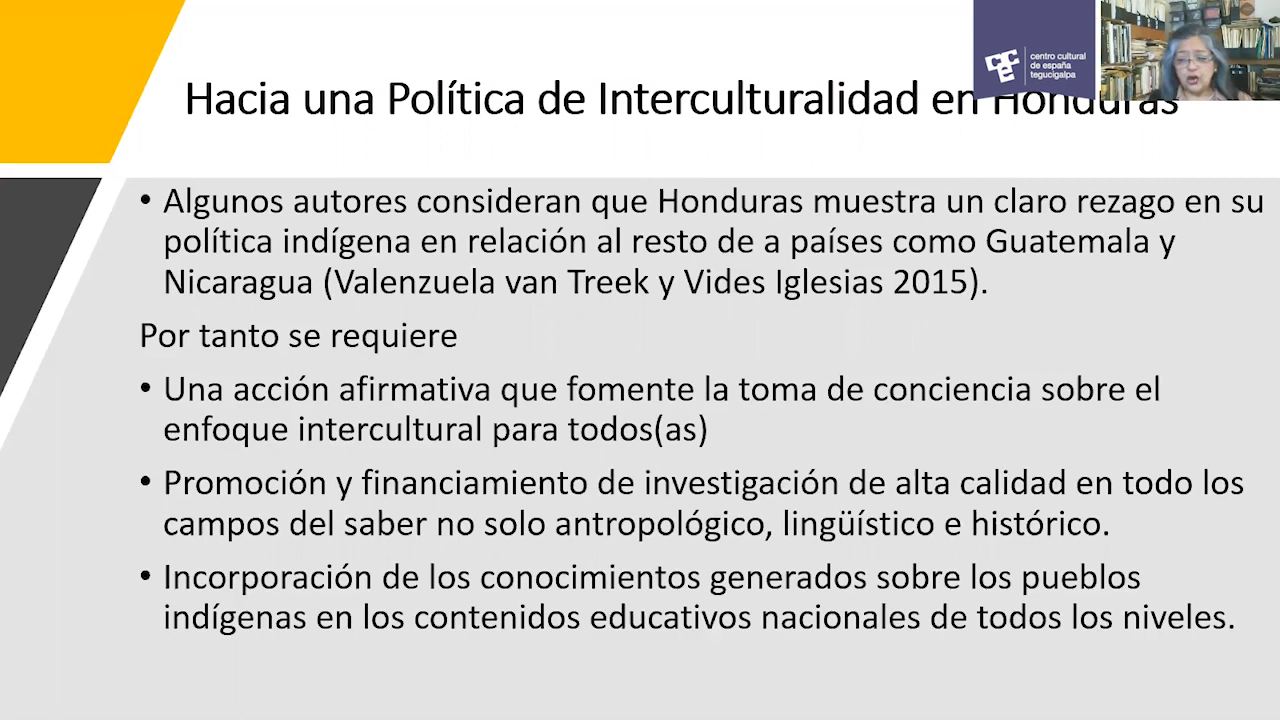 Hacia una Política de Interculturalidad en Honduras
centro cultural
de españa
tegucigalpa
• Algunos autores consideran que Honduras muestra un claro rezago en su
política indígena en relación al resto de a países como Guatemala y
Nicaragua (Valenzuela van Treek y Vides Iglesias 2015).
Por tanto se requiere
• Una acción afirmativa que fomente la toma de conciencia sobre el
enfoque intercultural para todos(as)
• Promoción y financiamiento de investigación de alta calidad en todo los
campos del saber no solo antropológico, lingüístico e histórico.
• Incorporación de los conocimientos generados sobre los pueblos
indígenas en los contenidos educativos nacionales de todos los niveles.